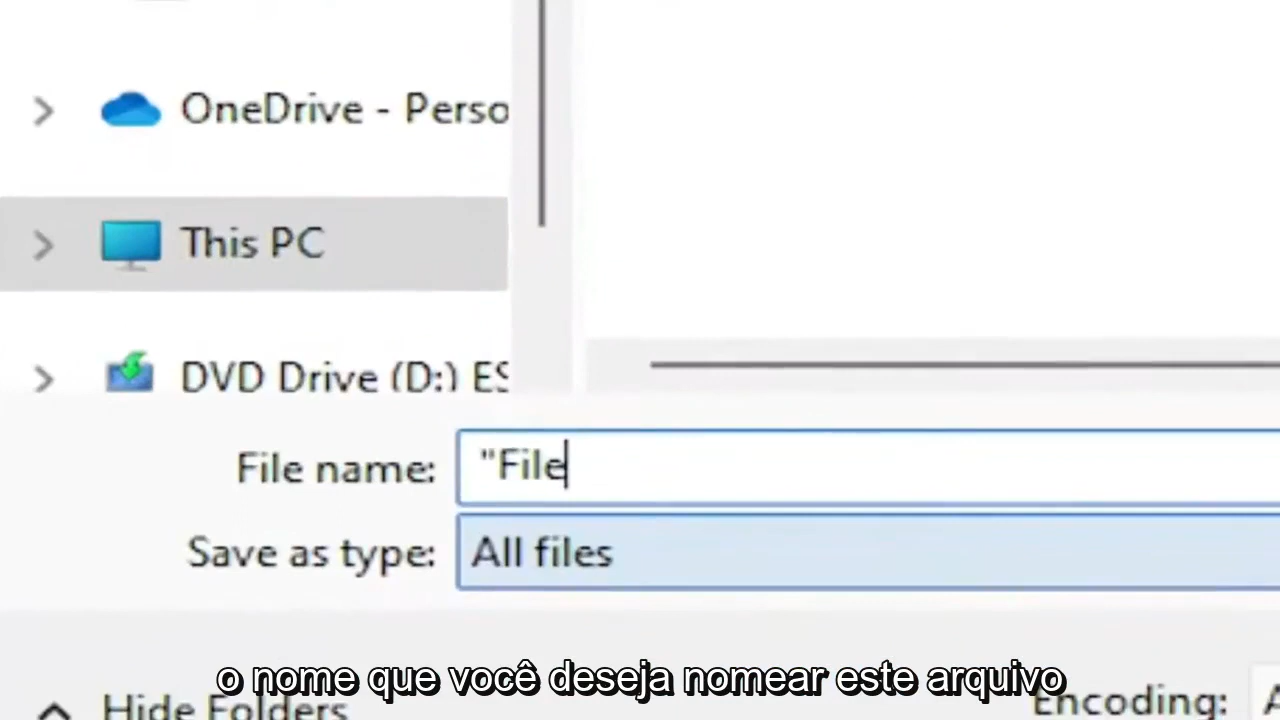 OneDrive - Perso
This PC
DVD Drive (D:) ES
File name:
"File
Save as type:
All files
o nome que você deseja nomear este arquivo
Hide Folders
Encoding:
A